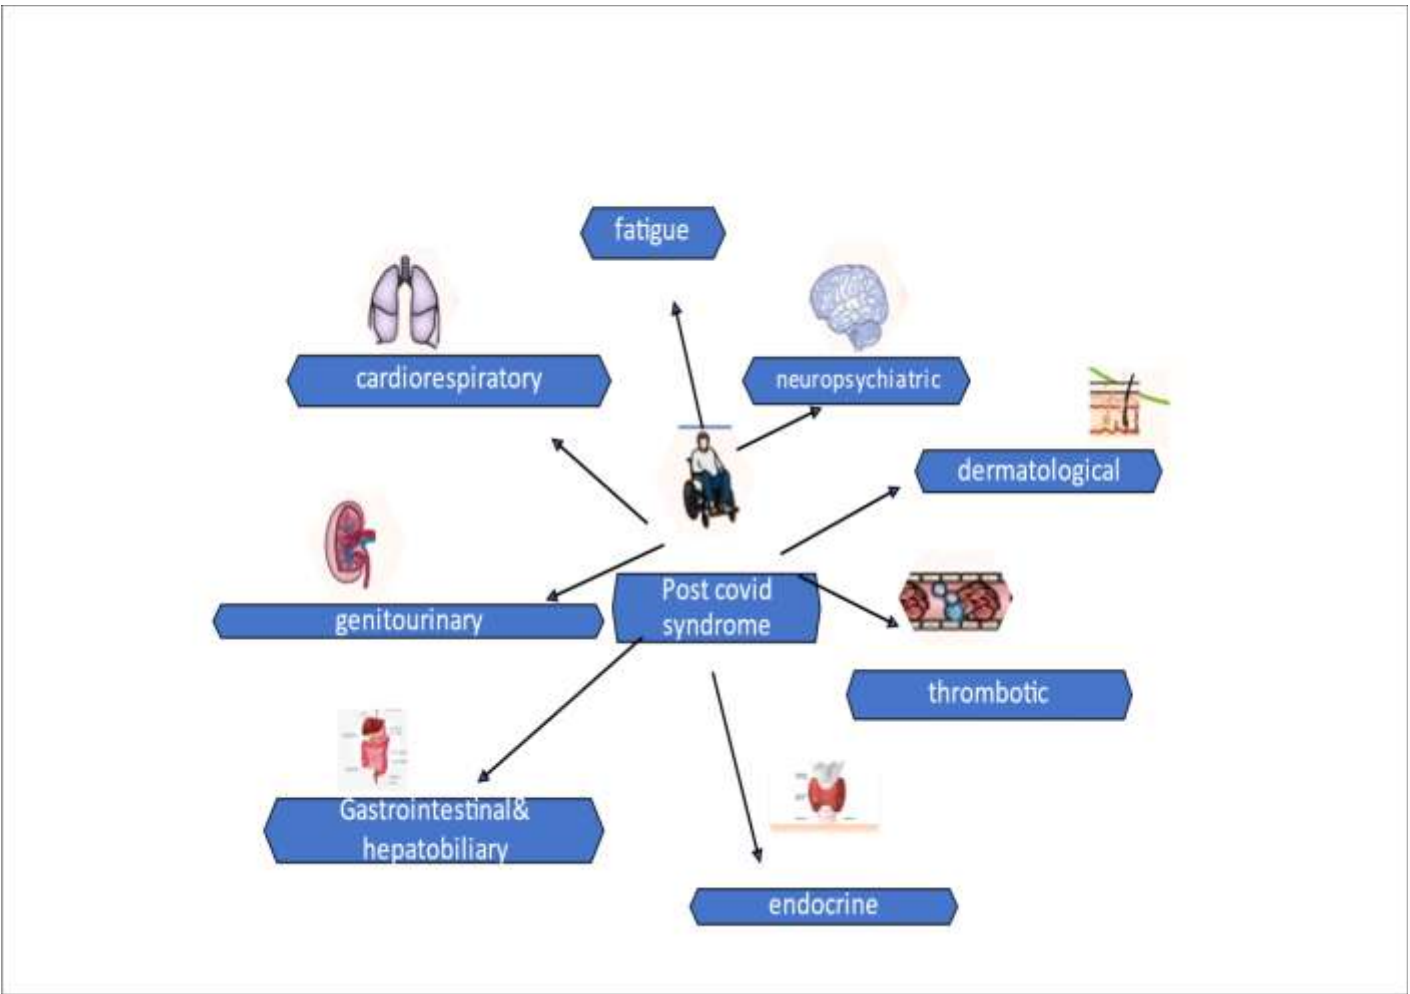 fatigue
cardiorespiratory
neuropsychiatric
dermatological
genitourinary
Post covid
syndrome
thrombotic
Gastrointestinal&
hepatobiliary
endocrine